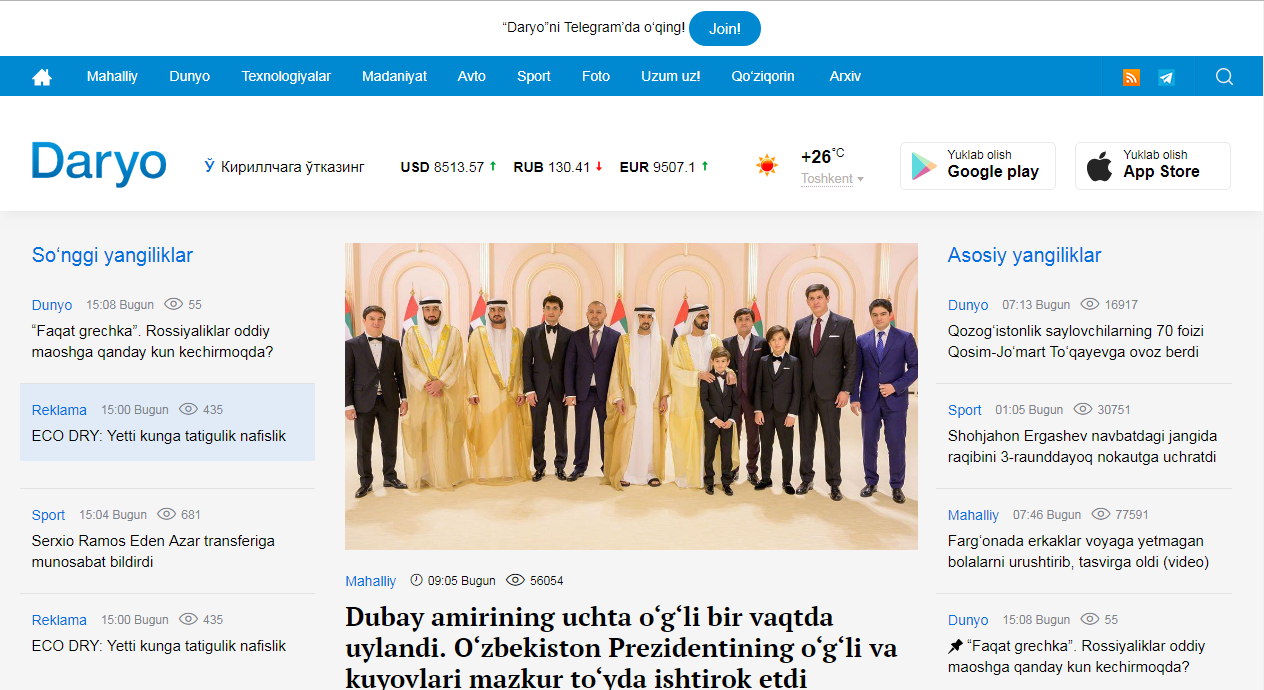 “Daryo”ni Telegram’da o‘qing! Join!
Mahalliy Dunyo Texnologiyalar Madaniyat Avto Sport Foto Uzum uz! Qo‘ziqorin Arxiv
Daryo
Ў Кириллчага ўтказинг
USD 8513.57 RUB 130.41 EUR 9507.1
+26°C
Toshkent
Yuklab olish
Google play
Yuklab olish
App Store
So‘nggi yangiliklar
Dunyo 15:08 Bugun 55
“Faqat grechka”. Rossiyaliklar oddiy
maoshga qanday kun kechirmoqda?
Reklama 15:00 Bugun 435
ECO DRY: Yetti kunga tatigulik nafislik
Sport 15:04 Bugun 681
Serxio Ramos Eden Azar transferiga
munosabat bildirdi
Reklama 15:00 Bugun 435
ECO DRY: Yetti kunga tatigulik nafislik
Mahalliy 09:05 Bugun 56054
Dubay amirining uchta o‘g‘li bir vaqtda
uylandi. O‘zbekiston Prezidentining o‘g‘li va
kuyovlari mazkur to‘yda ishtirok etdi
Asosiy yangiliklar
Dunyo 07:13 Bugun 16917
Qozog‘istonlik saylovchilarning 70 foizi
Qosim-Jo‘mart To‘qayevga ovoz berdi
Sport 01:05 Bugun 30751
Shohjahon Ergashev navbatdagi jangida
raqibini 3-raunddayoq nokautga uchratdi
Mahalliy 07:46 Bugun 77591
Farg‘onada erkaklar voyaga yetmagan
bolalarni urushtirib, tasvirga oldi (video)
Dunyo 15:08 Bugun 55
“Faqat grechka”. Rossiyaliklar oddiy
maoshga qanday kun kechirmoqda?